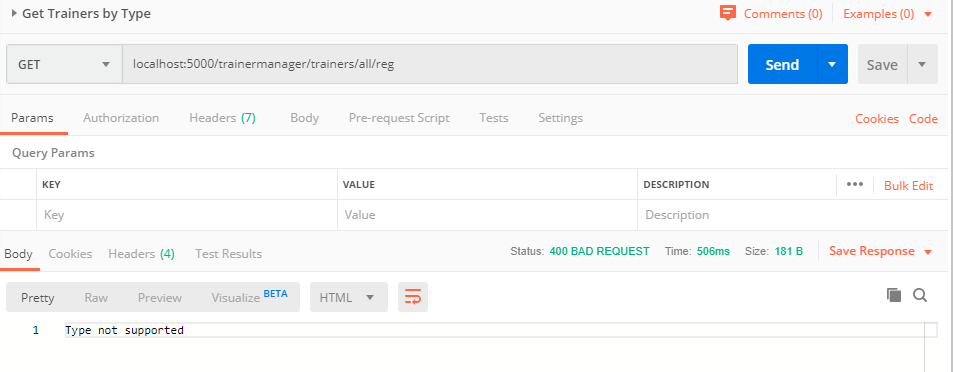 Get Trainers by Type Comments (0) Examples (0)
GET localhost:5000/trainermanager/trainers/all/reg Send Save
Params Authorization Headers (7) Body Pre-request Script Tests Settings Cookies Code
Query Params
KEY VALUE DESCRIPTION ••• Bulk Edit
Key Value Description
Body Cookies Headers (4) Test Results Status: 400 BAD REQUEST Time: 506ms Size: 181 B Save Response
Pretty Raw Preview Visualize BETA HTML
1 Type not supported